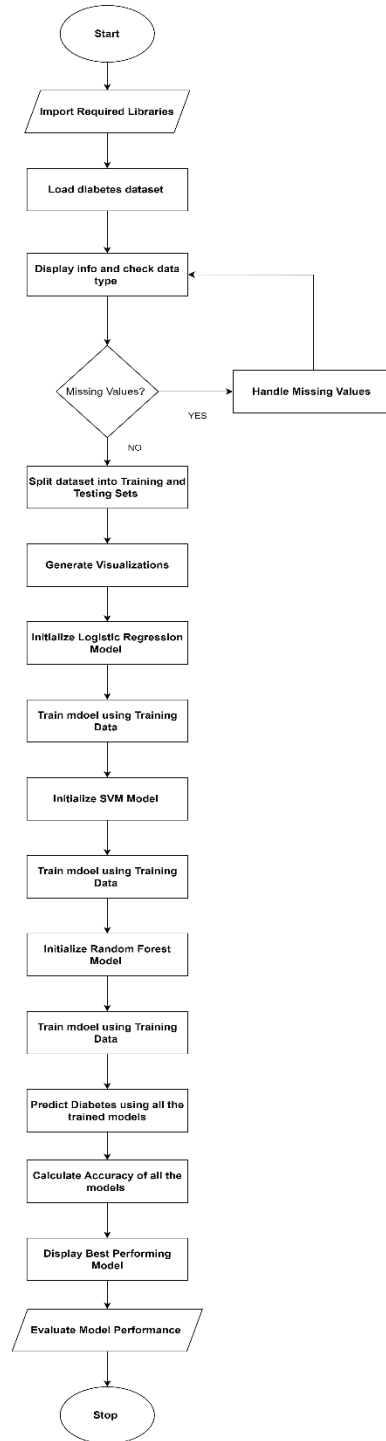 Start
Import Required Libraries
Load diabetes dataset
Display info and check data
type
Missing Values?
YES
Handle Missing Values
NO
Split dataset into Training and
Testing Sets
Generate Visualizations
Initialize Logistic Regression
Model
Train mdoel using Training
Data
Initialize SVM Model
Train mdoel using Training
Data
Initialize Random Forest
Model
Train mdoel using Training
Data
Predict Diabetes using all the
trained models
Calculate Accuracy of all the
models
Display Best Performing
Model
Evaluate Model Performance
Stop